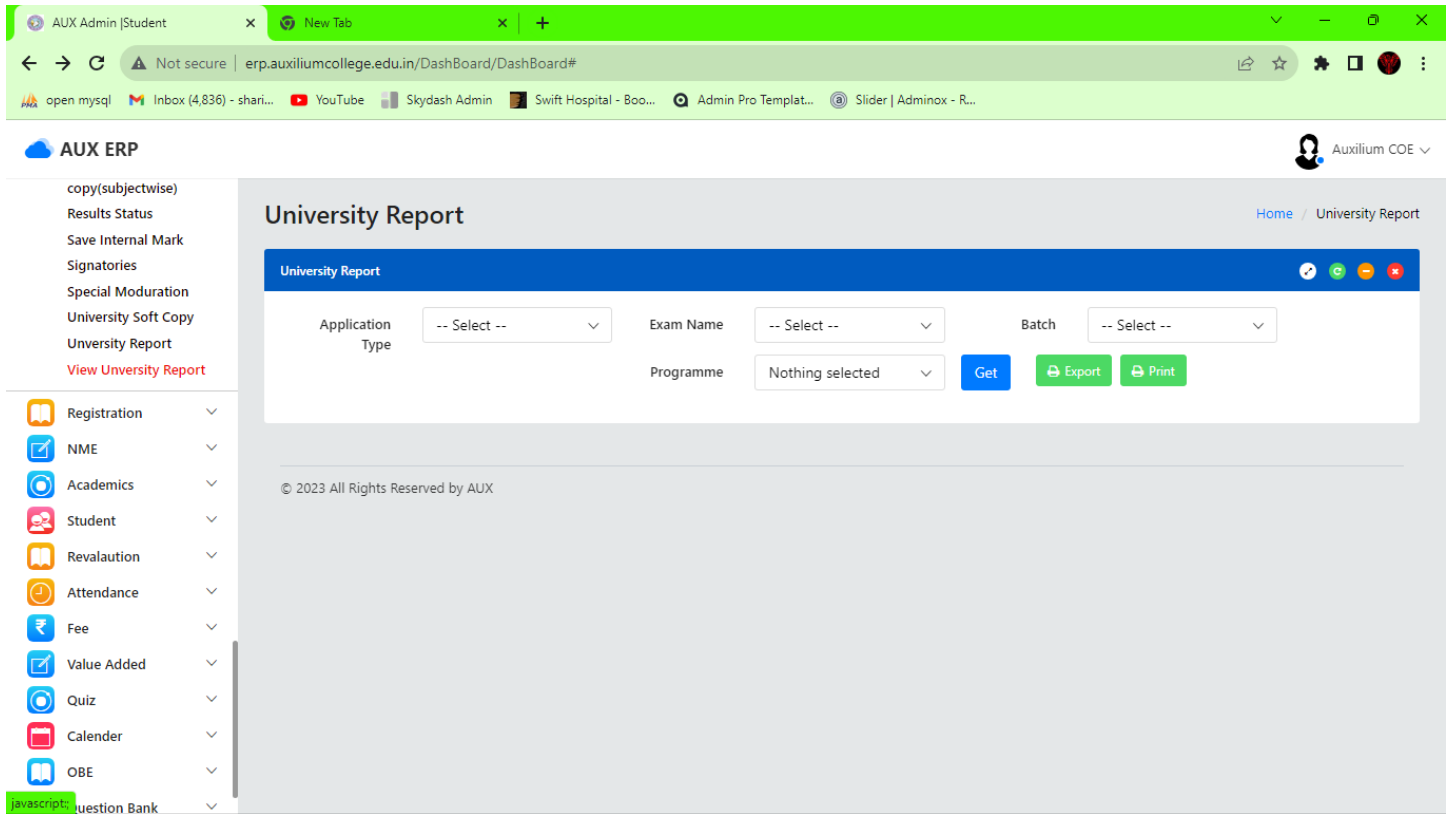 AUX Admin |Student
New Tab
Not secure
erp.auxiliumcollege.edu.in/DashBoard/DashBoard#
open mysql
Inbox (4,836) - shari...
YouTube
Skydash Admin
Swift Hospital - Boo...
Admin Pro Templat...
Slider | Adminox - R...
AUX ERP
Auxilium COE
copy(subjectwise)
Results Status
Save Internal Mark
Signatories
Special Moduration
University Soft Copy
Unversity Report
View Unversity Report
Registration
NME
Academics
Student
Revalaution
Attendance
Fee
Value Added
Quiz
Calender
OBE
uestion Bank
javascript:;
University Report
Home / University Report
University Report
Application
Type
-- Select --
Exam Name
-- Select --
Batch
-- Select --
Programme
Nothing selected
Get
Export
Print
© 2023 All Rights Reserved by AUX